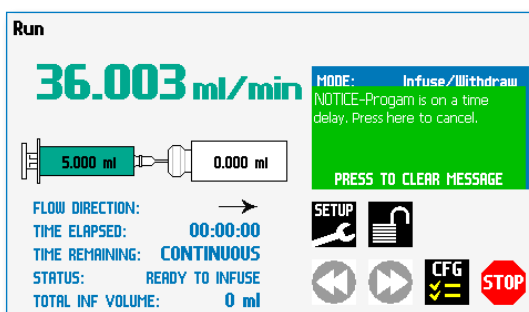 Run
36.003 ml/min
MODE: Infuse/Withdraw
NOTICE-Progam is on a time
delay. Press here to cancel.
PRESS TO CLEAR MESSAGE
5.000 ml
0.000 ml
FLOW DIRECTION:
TIME ELAPSED: 00:00:00
TIME REMAINING: CONTINUOUS
STATUS: READY TO INFUSE
TOTAL INF VOLUME: 0 ml
SETUP
CFG
STOP